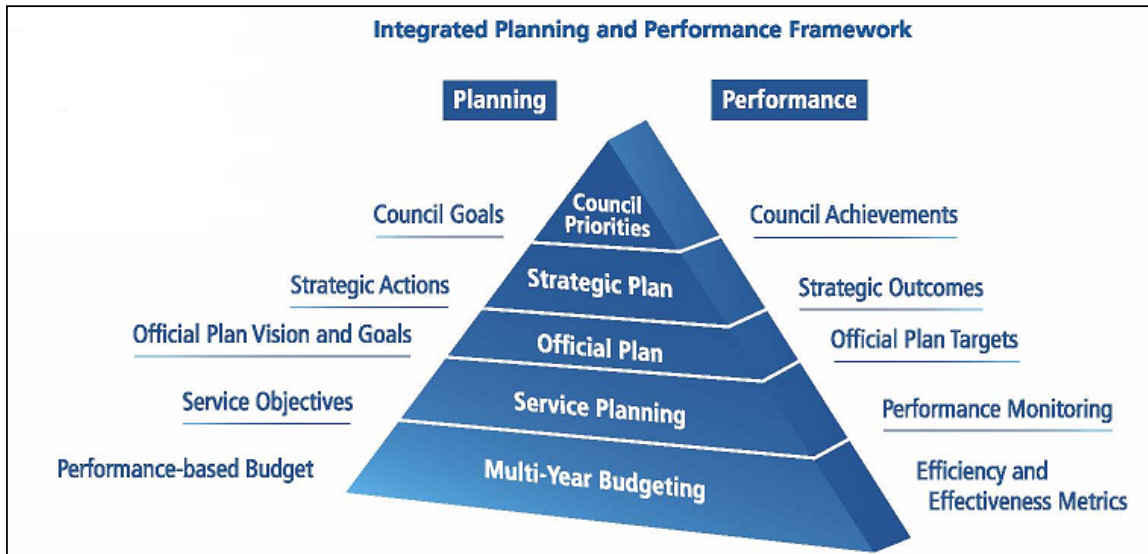 Integrated Planning and Performance Framework
Planning
Performance
Council Goals
Council
Priorities
Council Achievements
Strategic Actions
Strategic Plan
Strategic Outcomes
Official Plan Vision and Goals
Official Plan
Official Plan Targets
Service Objectives
Service Planning
Performance Monitoring
Performance-based Budget
Multi-Year Budgeting
Efficiency and
Effectiveness Metrics